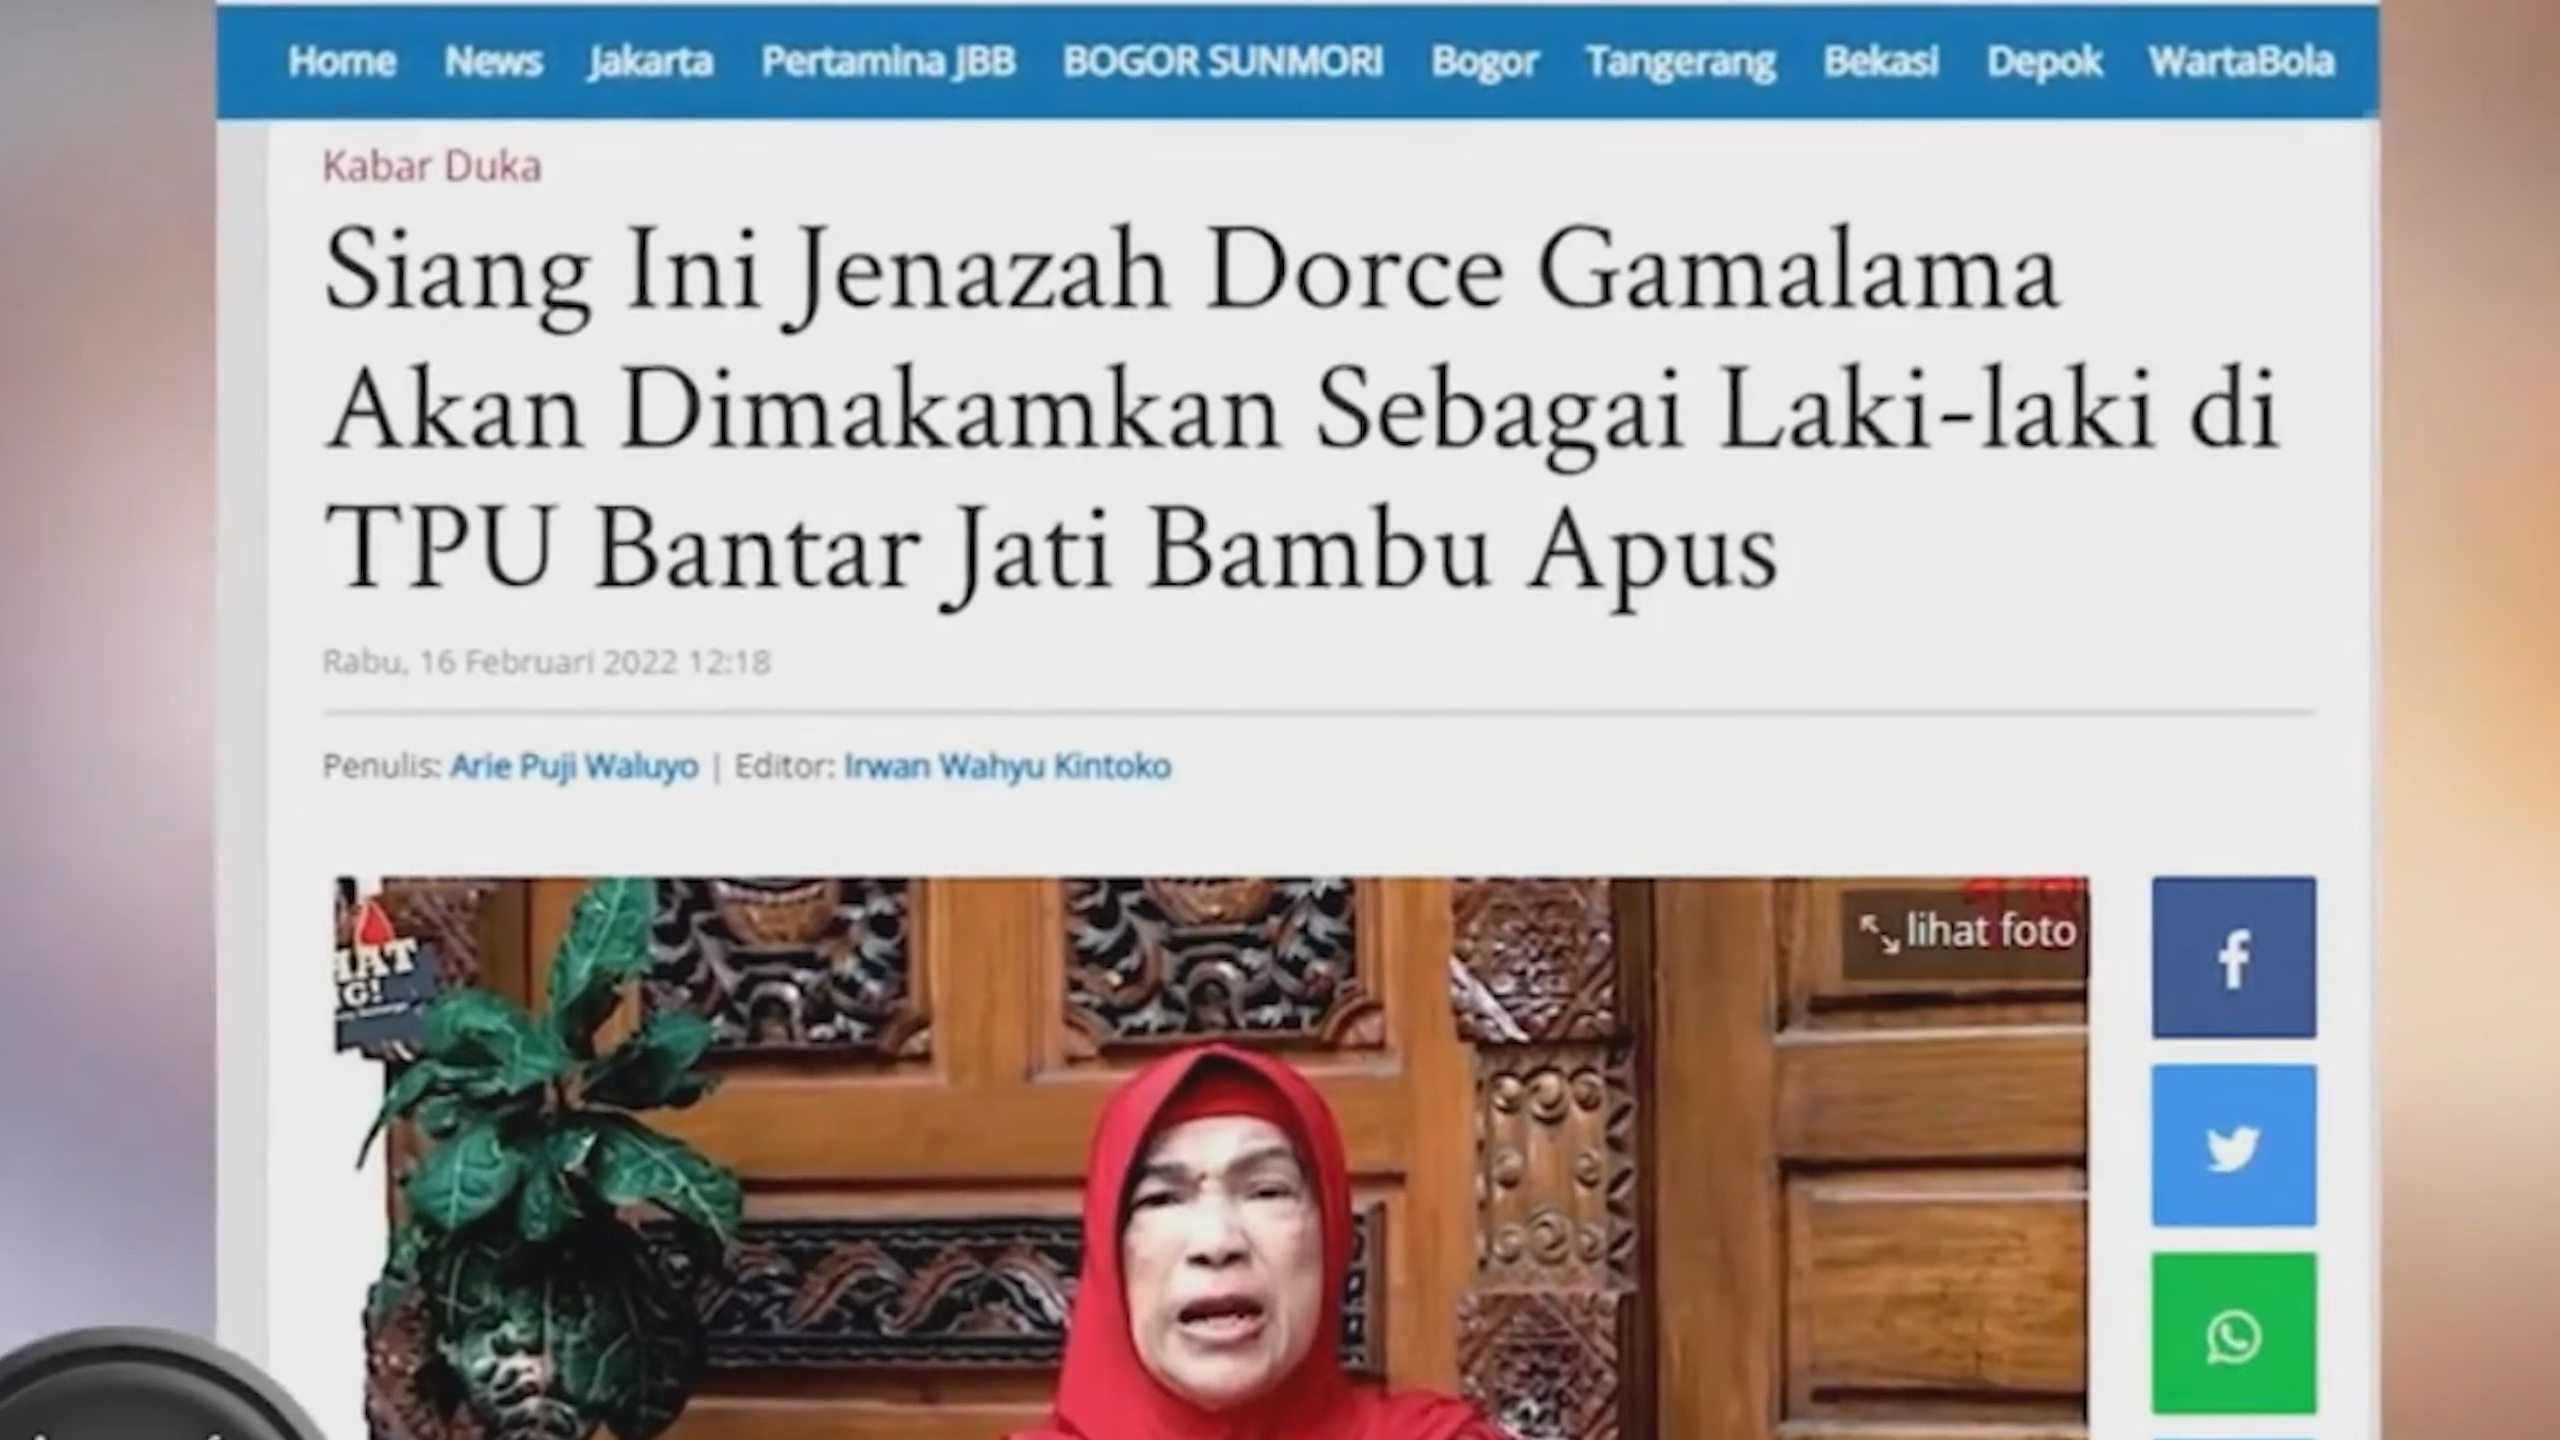 Home News Jakarta Pertamina JBB BOGOR SUNMORI Bogor Tangerang Bekasi Depok WartaBola
Kabar Duka
Siang Ini Jenazah Dorce Gamalama
Akan Dimakamkan Sebagai Laki-laki di
TPU Bantar Jati Bambu Apus
Rabu, 16 Februari 2022 12:18
Penulis: Arie Puji Waluyo | Editor: Irwan Wahyu Kintoko
lihat foto
HAT
G!